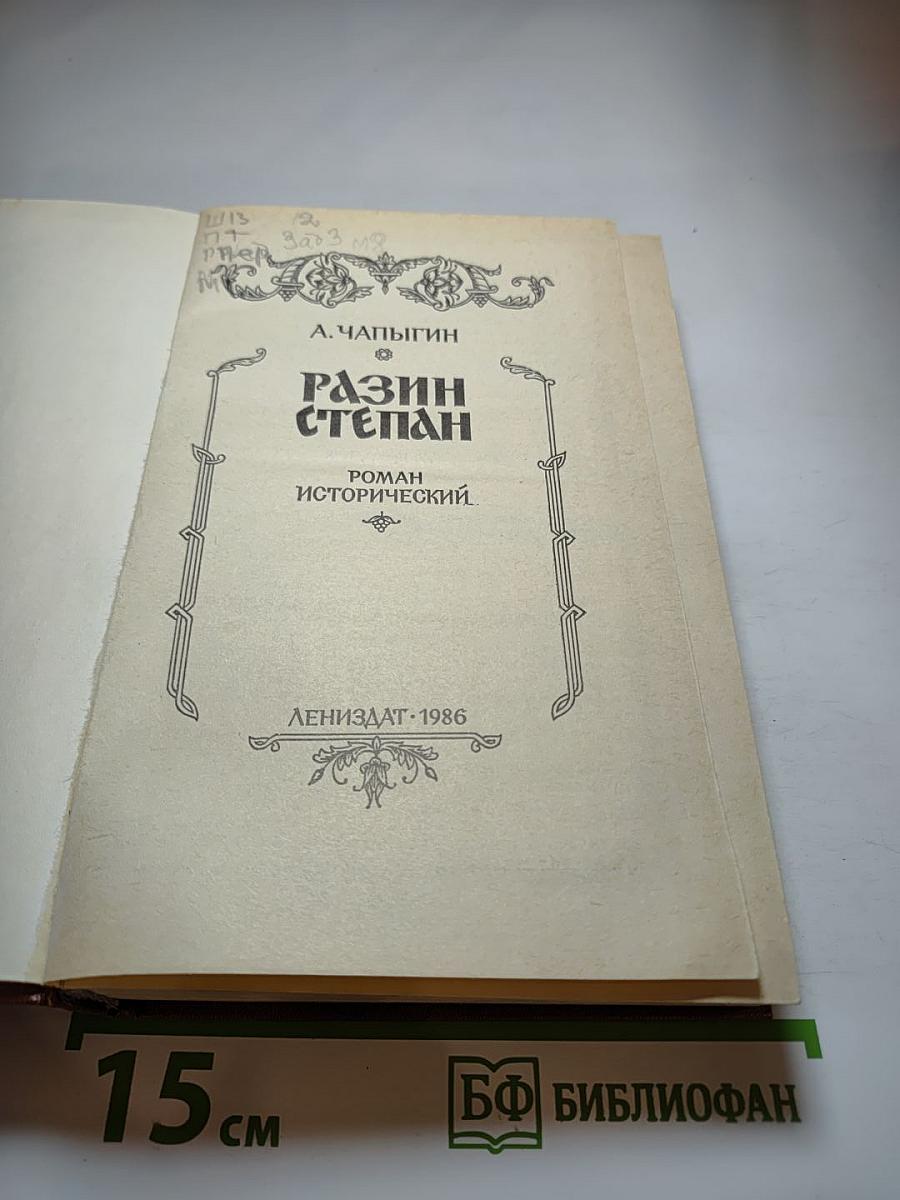 А. ЧАПЫГИН
РАЗИН
СТЕПАН
РОМАН
ИСТОРИЧЕСКИЙ
ЛЕНИЗДАТ · 1986
15 см
БФ БИБЛИОФАН